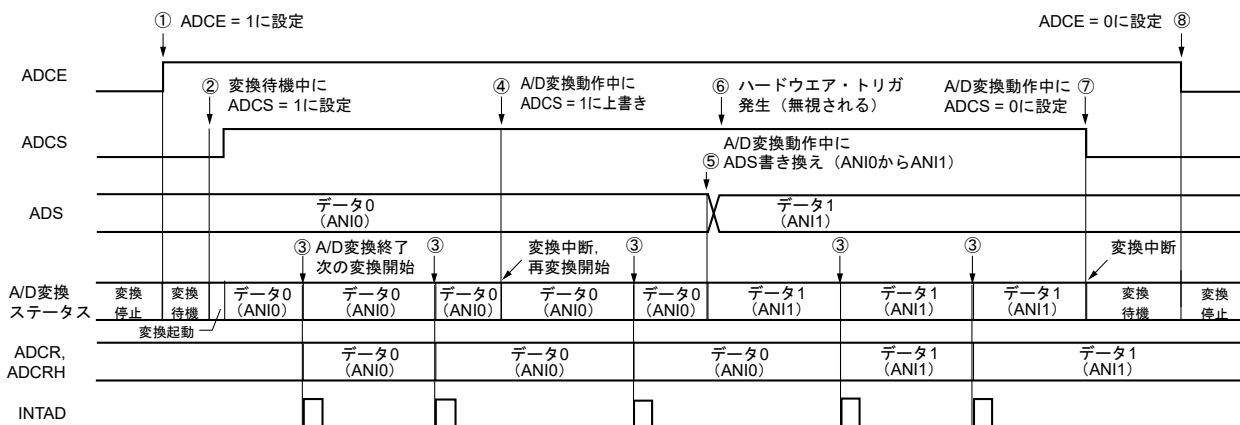 ① ADCE = 1に設定
ADCE = 0に設定 ⑧
ADCE
② 変換待機中に
ADCS = 1に設定
④ A/D変換動作中に
ADCS = 1に上書き
⑥ ハードウエア・トリガ
発生（無視される）
A/D変換動作中に ⑦
ADCS = 0に設定
ADCS
A/D変換動作中に
⑤ ADS書き換え（ANI0からANI1）
ADS
データ0
（ANI0）
データ1
（ANI1）
③ A/D変換終了
次の変換開始
③
変換中断，
再変換開始
③
③
③
変換中断
A/D変換
ステータス
変換
停止
変換
待機
変換起動
データ0
（ANI0）
データ0
（ANI0）
データ0
（ANI0）
データ0
（ANI0）
データ1
（ANI1）
データ1
（ANI1）
データ1
（ANI1）
変換
待機
変換
停止
ADCR,
ADCRH
データ0
（ANI0）
データ0
（ANI0）
データ0
（ANI0）
データ1
（ANI1）
データ1
（ANI1）
INTAD